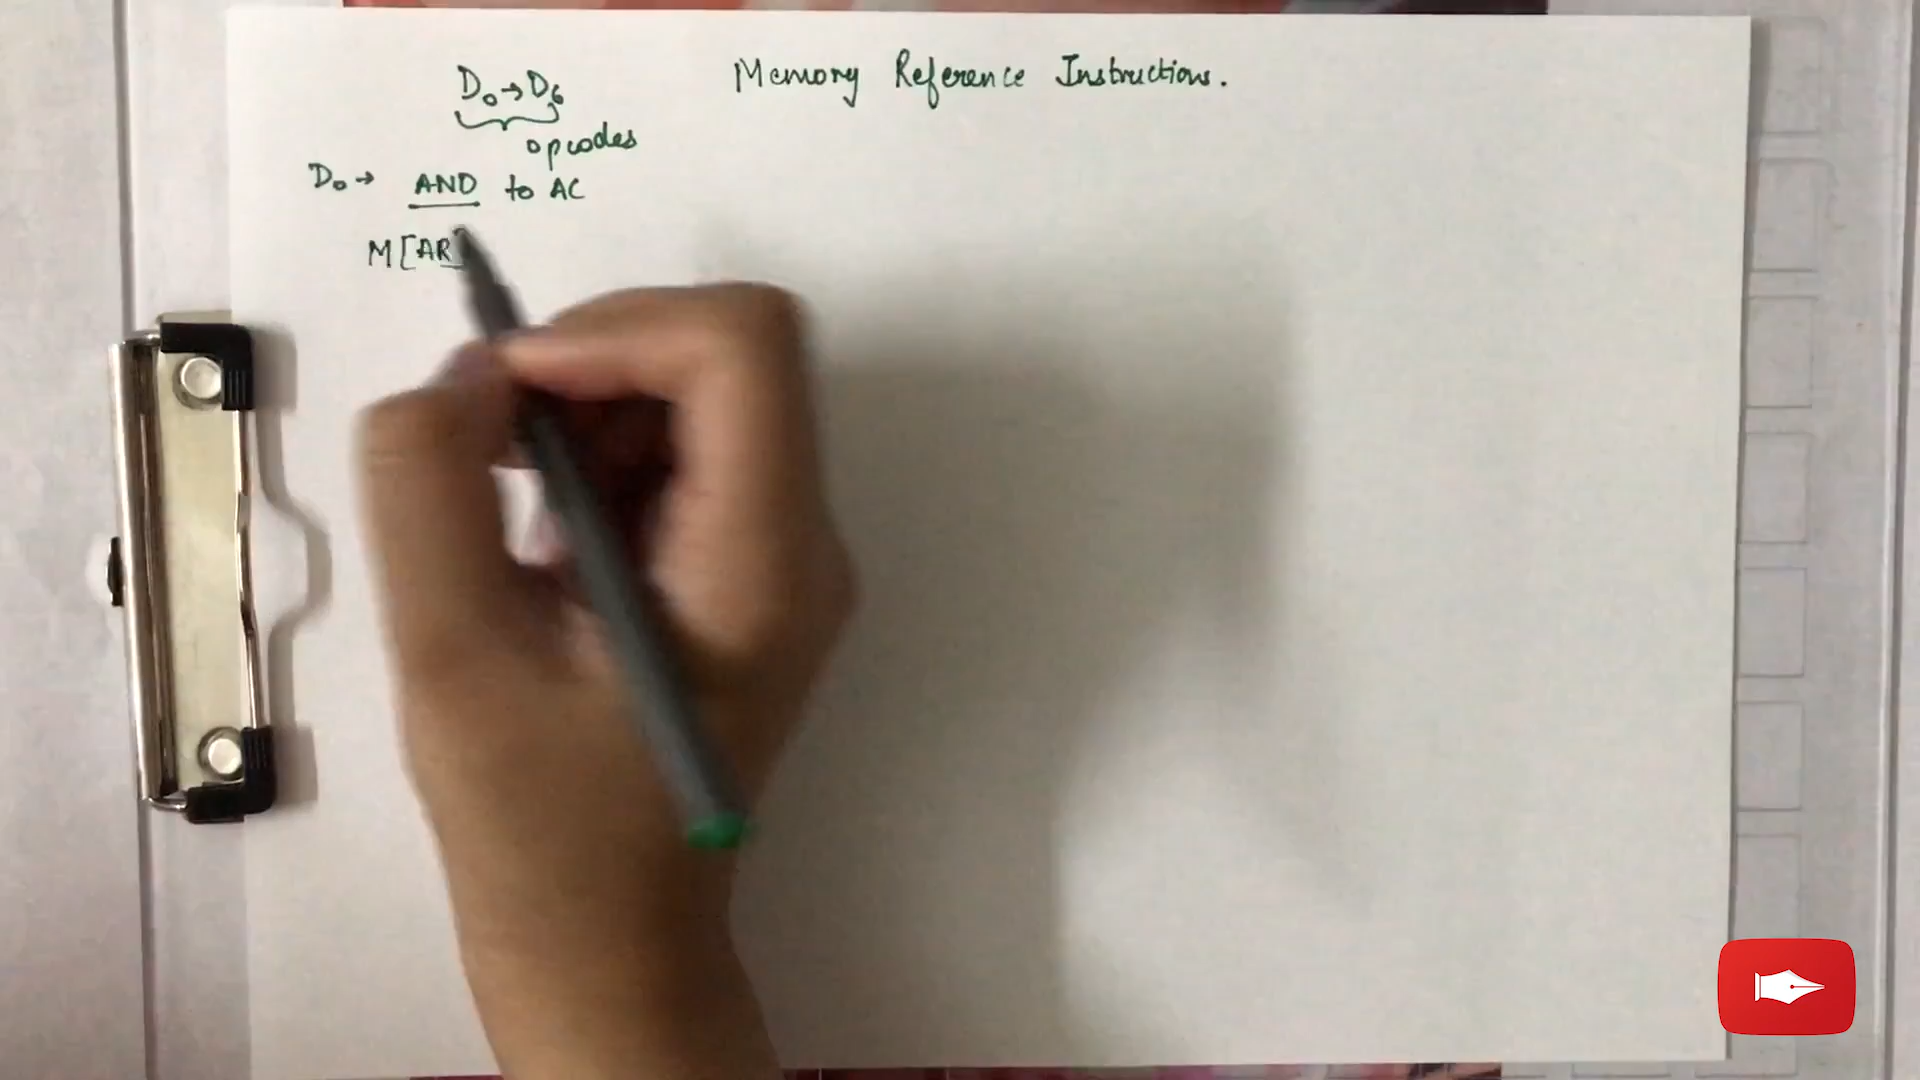 Memory Reference Instructions.
D₀→D₆
opcodes
D₀→ AND to AC
M[AR]